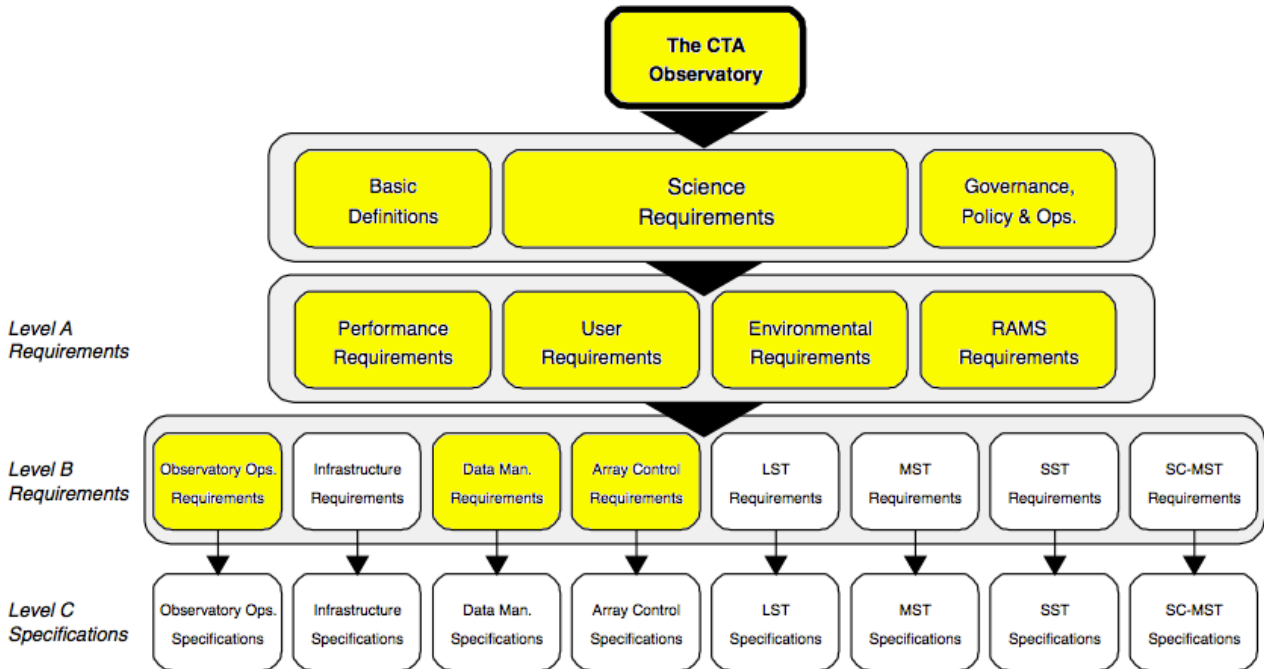 The CTA
Observatory
Basic
Definitions
Science
Requirements
Governance,
Policy & Ops.
Level A
Requirements
Performance
Requirements
User
Requirements
Environmental
Requirements
RAMS
Requirements
Level B
Requirements
Observatory Ops.
Requirements
Infrastructure
Requirements
Data Man.
Requirements
Array Control
Requirements
LST
Requirements
MST
Requirements
SST
Requirements
SC-MST
Requirements
Level C
Specifications
Observatory Ops.
Specifications
Infrastructure
Specifications
Data Man.
Specifications
Array Control
Specifications
LST
Specifications
MST
Specifications
SST
Specifications
SC-MST
Specifications